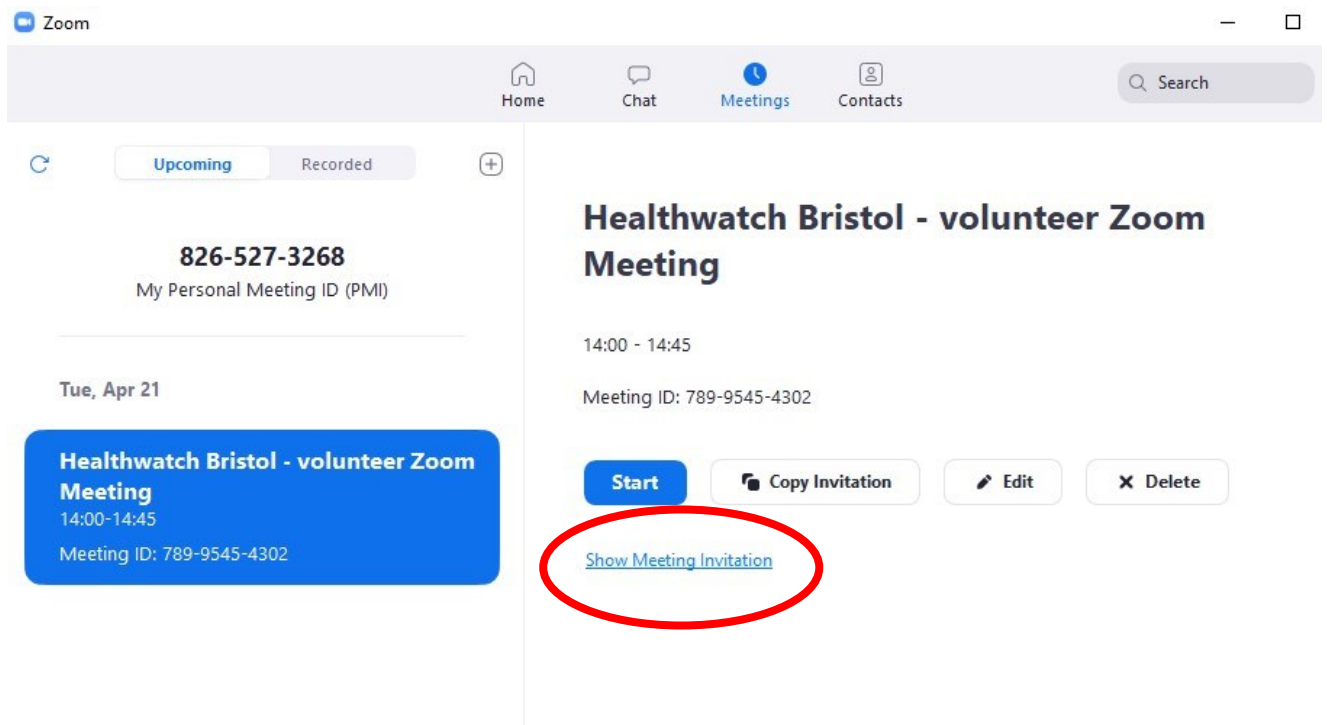 Zoom
Home
Chat
Meetings
Contacts
Search
Upcoming
Recorded
826-527-3268
My Personal Meeting ID (PMI)
Tue, Apr 21
Healthwatch Bristol - volunteer Zoom
Meeting
14:00-14:45
Meeting ID: 789-9545-4302
Healthwatch Bristol - volunteer Zoom
Meeting
14:00 - 14:45
Meeting ID: 789-9545-4302
Start
Copy Invitation
Edit
Delete
Show Meeting Invitation